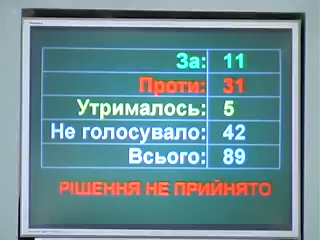 За: 11
Проти: 31
Утрималось: 5
Не голосувало: 42
Всього: 89
РІШЕННЯ НЕ ПРИЙНЯТО